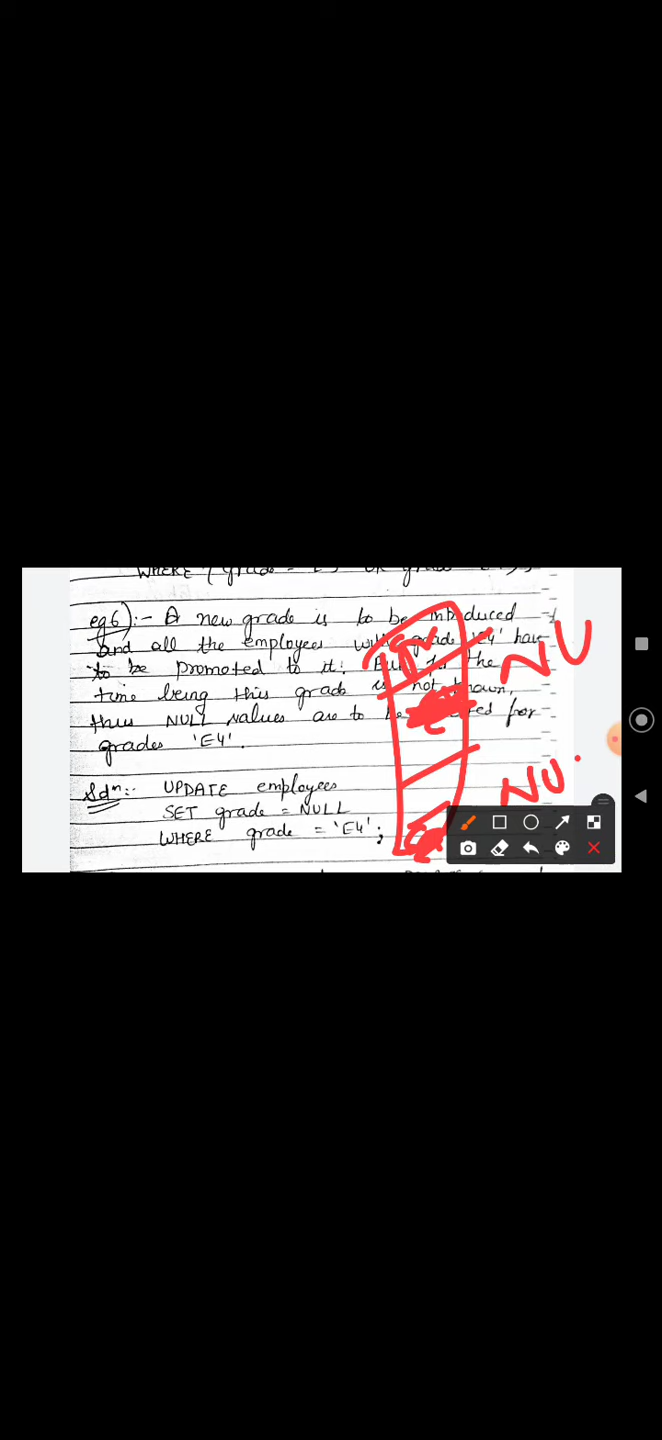 WHERE (grade =
eg6):- A new grade is to be introduced
and all the employees with grade 'E4' have
to be promoted to it. But for the
time being this grade is not known,
thus NULL values are to be for
grades 'E4'.
NU
Soln:- UPDATE employees
SET grade = NULL
NU.
WHERE grade = 'E4';